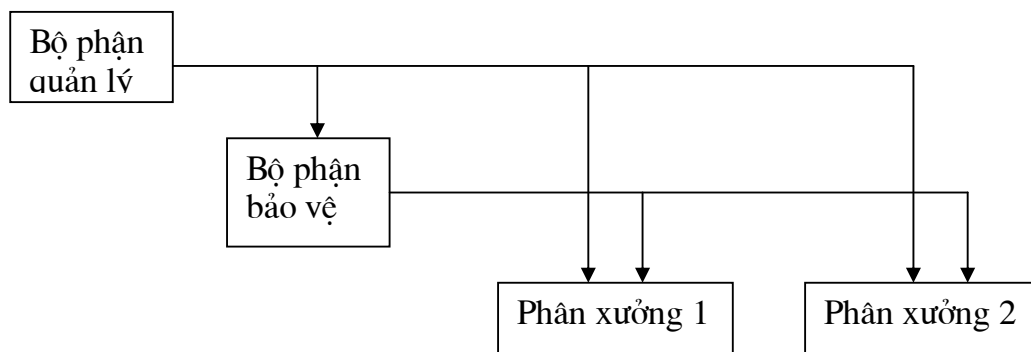 Bộ phận
quản lý
Bộ phận
bảo vệ
Phân xưởng 1
Phân xưởng 2